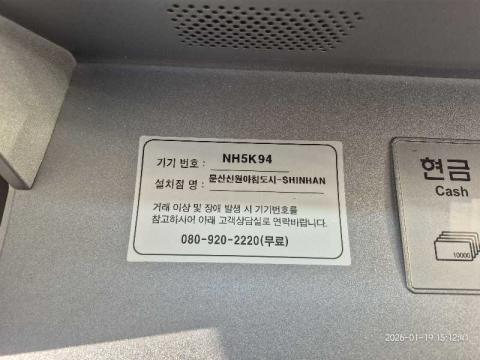 기기 번호 : NH5K94
설치점 명 : 문산신원아침도시-SHINHAN
거래 이상 및 장애 발생 시 기기번호를
참고하시어 아래 고객상담실로 연락바랍니다.
080-920-2220(무료)
현금
Cash
10000
2026-01-19 15:12:01